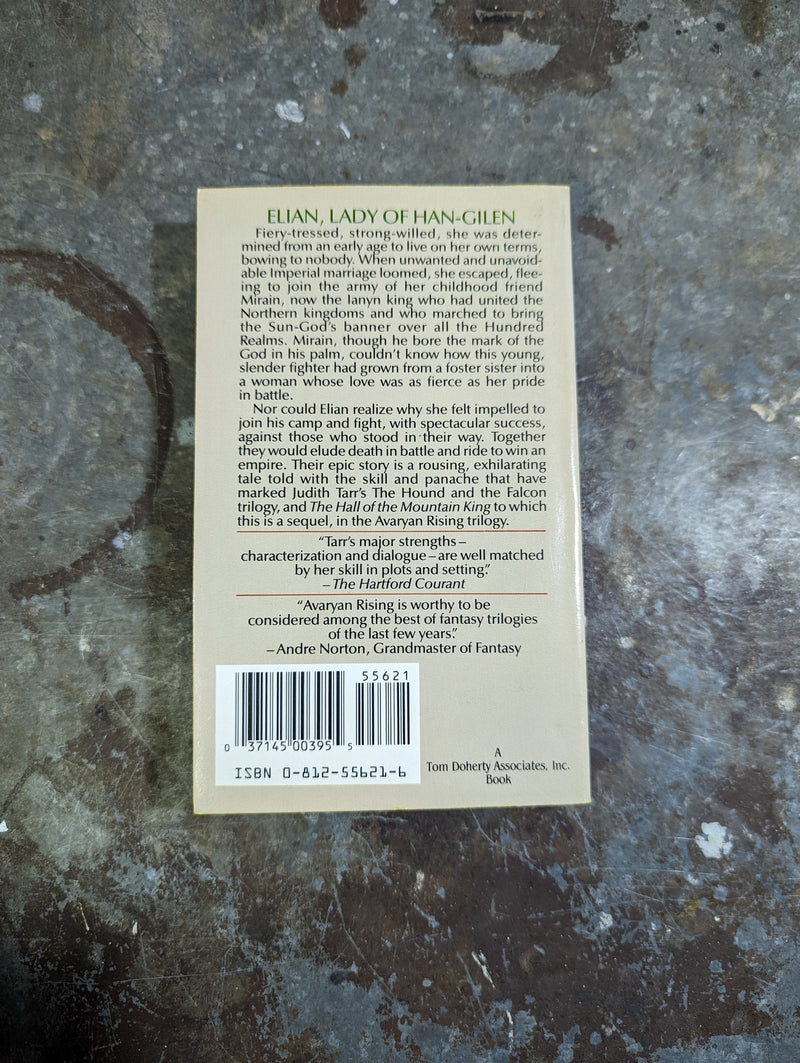 ELIAN, LADY OF HAN-GILEN
Fiery-tressed, strong-willed, she was deter-
mined from an early age to live on her own terms,
bowing to nobody. When unwanted and unavoid-
able Imperial marriage loomed, she escaped, flee-
ing to join the army of her childhood friend
Mirain, now the Ianyn king who had united the
Northern kingdoms and who marched to bring
the Sun-God's banner over all the Hundred
Realms. Mirain, though he bore the mark of the
God in his palm, couldn't know how this young,
slender fighter had grown from a foster sister into
a woman whose love was as fierce as her pride
in battle.
Nor could Elian realize why she felt impelled to
join his camp and fight, with spectacular success,
against those who stood in their way. Together
they would elude death in battle and ride to win an
empire. Their epic story is a rousing, exhilarating
tale told with the skill and panache that have
marked Judith Tarr's The Hound and the Falcon
trilogy, and The Hall of the Mountain King to which
this is a sequel, in the Avaryan Rising trilogy.
"Tarr's major strengths–
characterization and dialogue–are well matched
by her skill in plots and setting."
–The Hartford Courant
"Avaryan Rising is worthy to be
considered among the best of fantasy trilogies
of the last few years."
–Andre Norton, Grandmaster of Fantasy
55621
0 37145 00395 5
ISBN 0-812-55621-6
A
Tom Doherty Associates, Inc.
Book